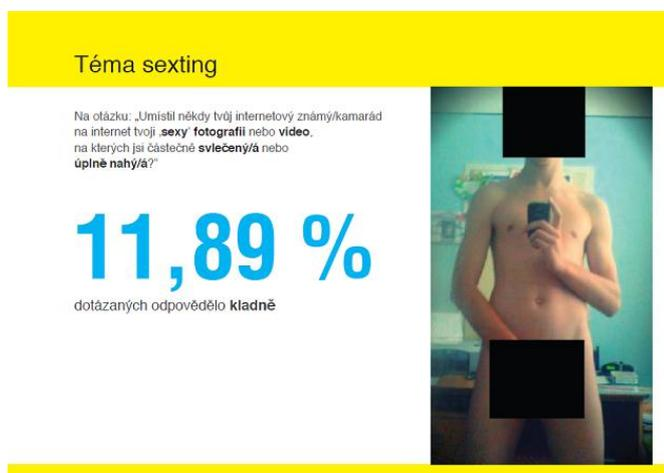 Téma sexting
Na otázku: „Umístil někdy tvůj internetový známý/kamarád
na internet tvoji ‚sexy‘ fotografii nebo video,
na kterých jsi částečně svlečený/á nebo
úplně nahý/á?“
11,89 %
dotázaných odpovědělo kladně